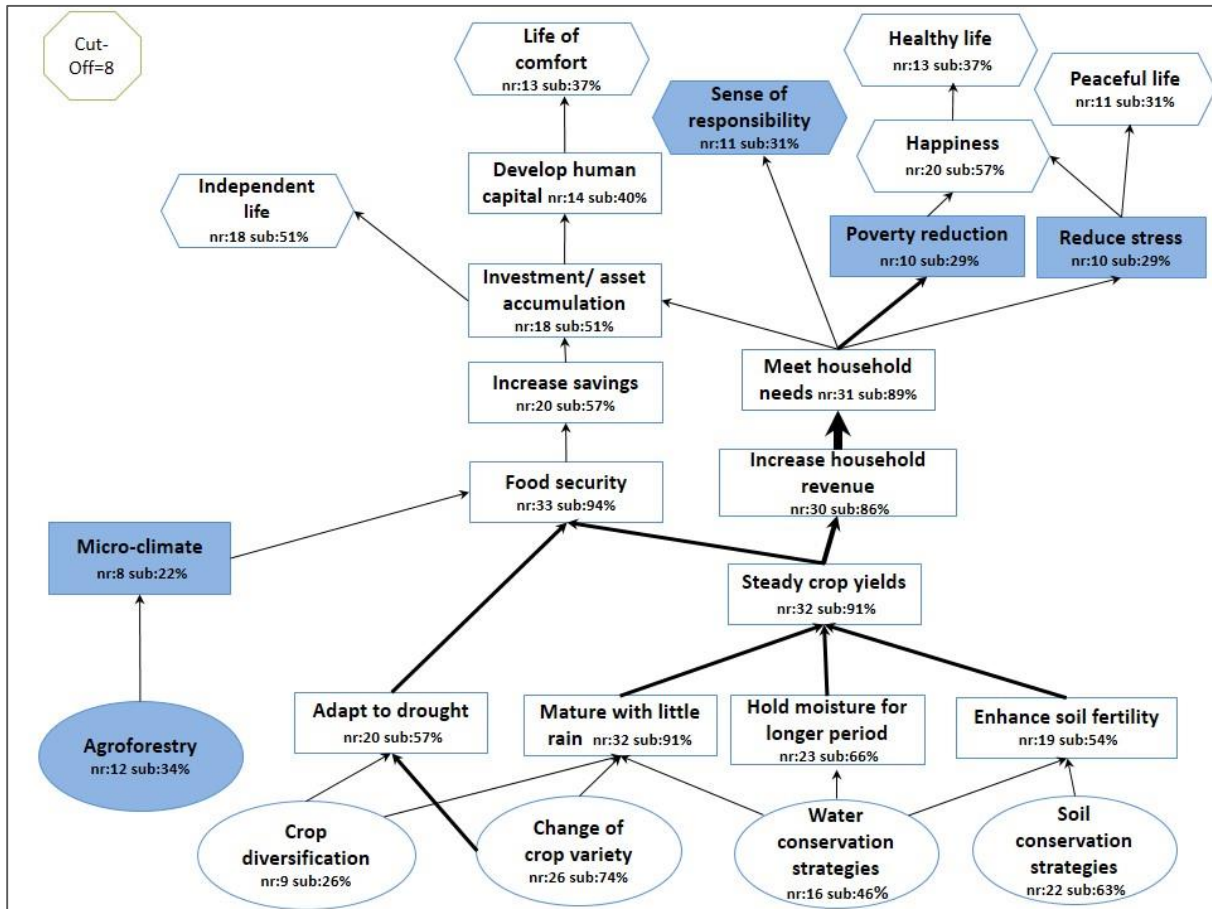 Cut-
Off=8
Life of
comfort
nr:13 sub:37%
Healthy life
nr:13 sub:37%
Peaceful life
nr:11 sub:31%
Sense of
responsibility
nr:11 sub:31%
Happiness
nr:20 sub:57%
Develop human
capital nr:14 sub:40%
Independent
life
nr:18 sub:51%
Poverty reduction
nr:10 sub:29%
Reduce stress
nr:10 sub:29%
Investment/ asset
accumulation
nr:18 sub:51%
Meet household
needs nr:31 sub:89%
Increase savings
nr:20 sub:57%
Increase household
revenue
nr:30 sub:86%
Food security
nr:33 sub:94%
Micro-climate
nr:8 sub:22%
Steady crop yields
nr:32 sub:91%
Adapt to drought
nr:20 sub:57%
Mature with little
rain nr:32 sub:91%
Hold moisture for
longer period
nr:23 sub:66%
Enhance soil fertility
nr:19 sub:54%
Agroforestry
nr:12 sub:34%
Crop
diversification
nr:9 sub:26%
Change of
crop variety
nr:26 sub:74%
Water
conservation
strategies
nr:16 sub:46%
Soil
conservation
strategies
nr:22 sub:63%